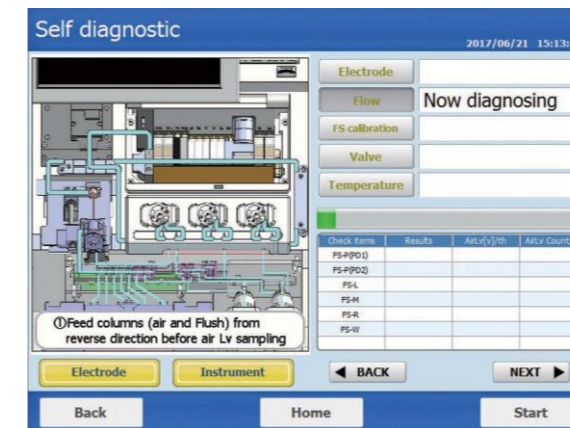 Self diagnostic
2017/06/21 15:13:
Electrode
Flow
Now diagnosing
FS calibration
Valve
Temperature
Check items Results AirLv[v]/th AirLv Count
FS-P(PD1)
FS-P(PD2)
FS-L
FS-M
FS-R
FS-W
①Feed columns (air and Flush) from
reverse direction before air Lv sampling
Electrode Instrument ◀ BACK NEXT ▶
Back Home Start